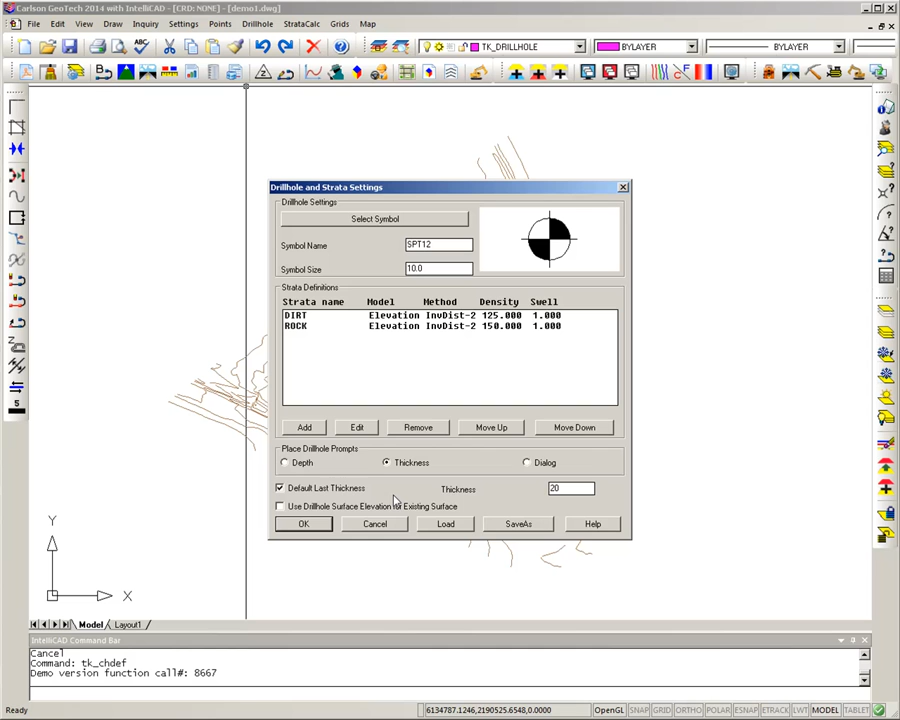 Carlson GeoTech 2014 with IntelliCAD - [CRD: NONE] - [demo1.dwg]
File Edit View Draw Inquiry Settings Points Drillhole StrataCalc Grids Map
TK_DRILLHOLE BYLAYER BYLAYER
Drillhole and Strata Settings
Drillhole Settings
Select Symbol
Symbol Name SPT12
Symbol Size 10.0
Strata Definitions
Strata name Model Method Density Swell
DIRT Elevation InvDist-2 125.000 1.000
ROCK Elevation InvDist-2 150.000 1.000
Add Edit Remove Move Up Move Down
Place Drillhole Prompts
Depth Thickness Dialog
Default Last Thickness Thickness 20
Use Drillhole Surface Elevation for Existing Surface
OK Cancel Load SaveAs Help
5
Y
X
Model Layout1
IntelliCAD Command Bar
Cancel
Command: tk_chdef
Demo version function call#: 8667
Ready 6134787.1246,2190525.6548,0.0000 OpenGL SNAP GRID ORTHO POLAR ESNAP ETRACK LWT MODEL TABLET